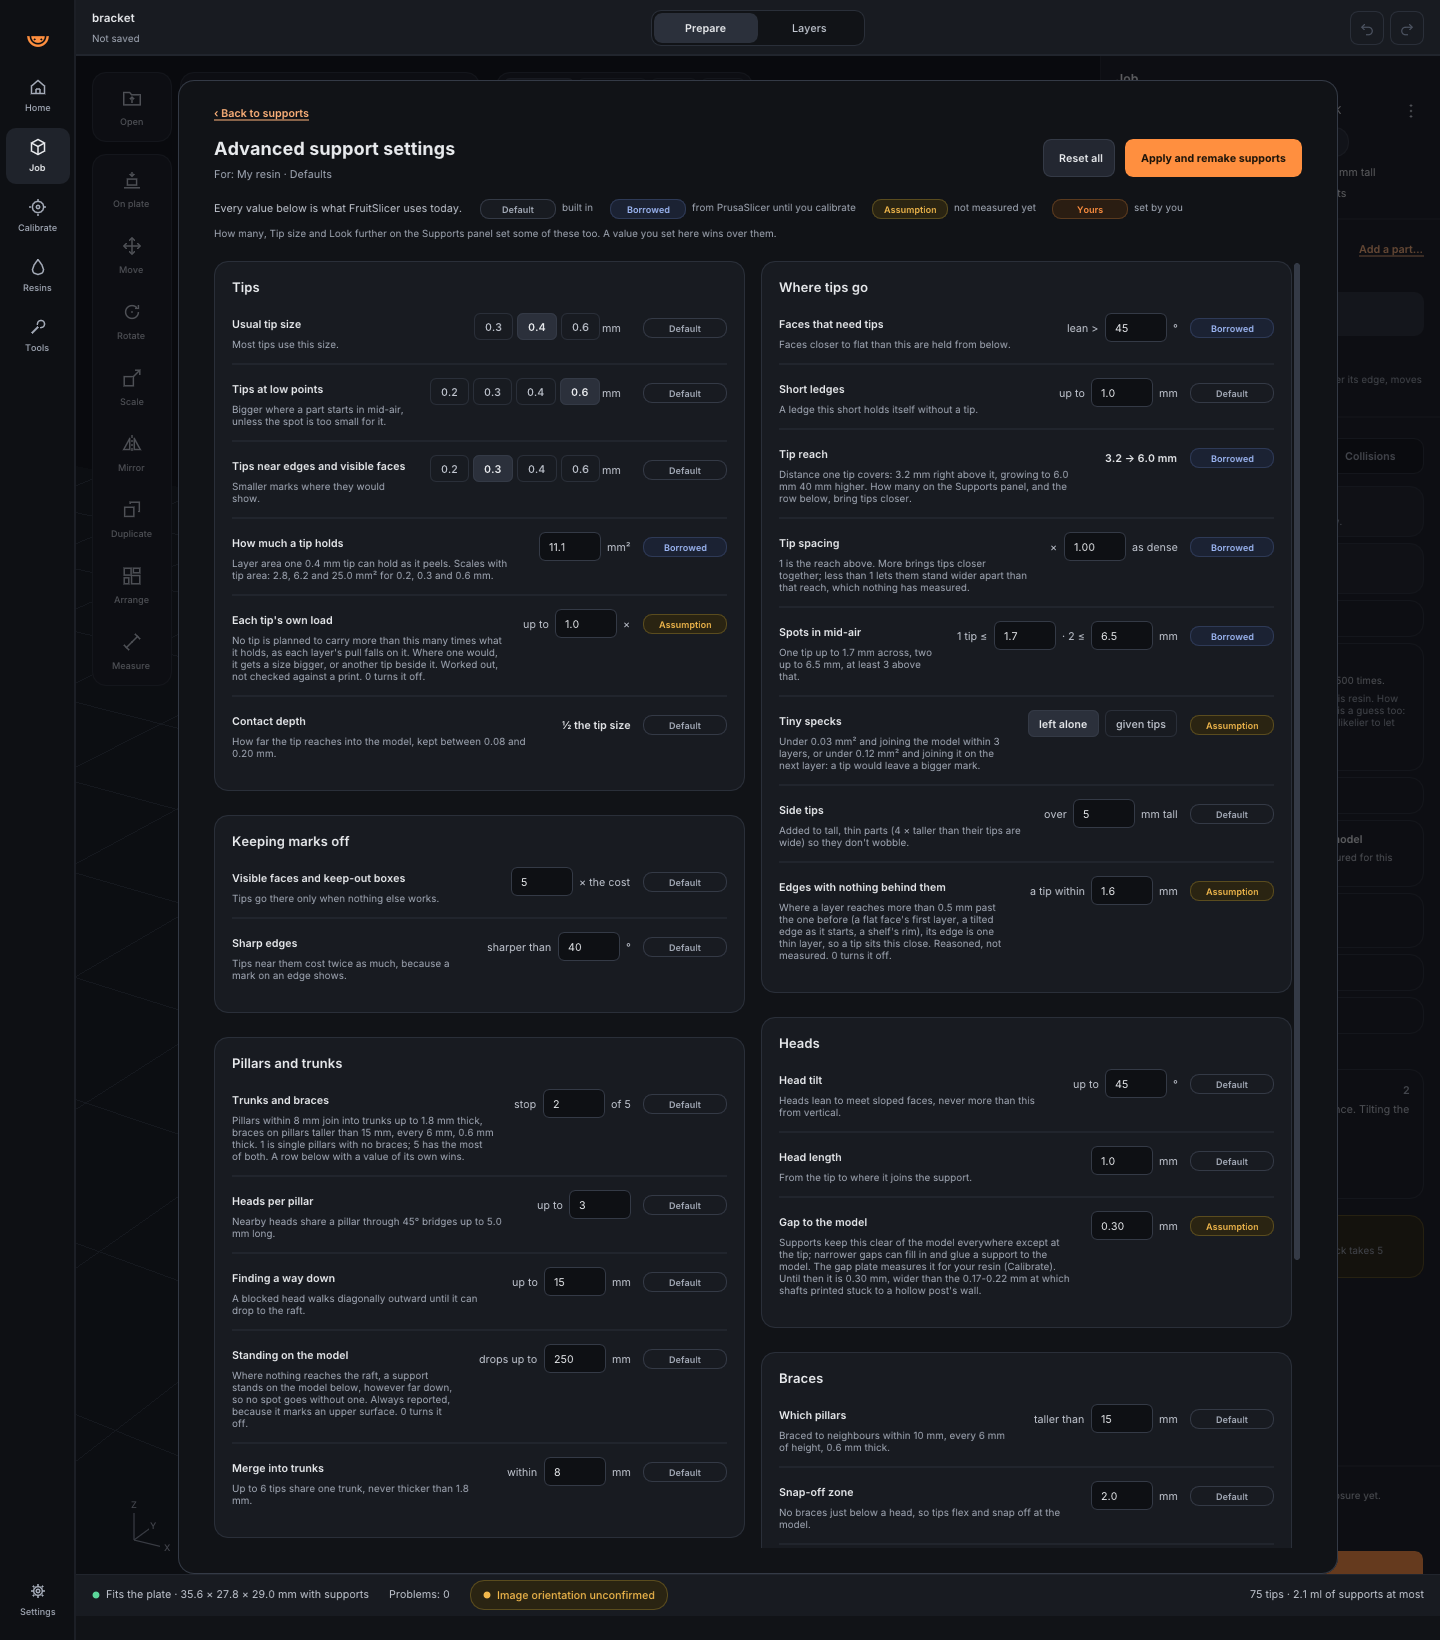 bracket
Not saved
Prepare
Layers
Home
Job
Calibrate
Resins
Tools
Settings
Open
On plate
Move
Rotate
Scale
Mirror
Duplicate
Arrange
Measure
‹ Back to supports
Advanced support settings
For: My resin · Defaults
Reset all
Apply and remake supports
Every value below is what FruitSlicer uses today.
Default
built in
Borrowed
from PrusaSlicer until you calibrate
Assumption
not measured yet
Yours
set by you
How many, Tip size and Look further on the Supports panel set some of these too. A value you set here wins over them.
Tips
Usual tip size
0.3 0.4 0.6 mm
Default
Most tips use this size.
Tips at low points
0.2 0.3 0.4 0.6 mm
Default
Bigger where a part starts in mid-air,
unless the spot is too small for it.
Tips near edges and visible faces
0.2 0.3 0.4 0.6 mm
Default
Smaller marks where they would
show.
How much a tip holds
11.1 mm²
Borrowed
Layer area one 0.4 mm tip can hold as it peels. Scales with
tip area: 2.8, 6.2 and 25.0 mm² for 0.2, 0.3 and 0.6 mm.
Each tip's own load
up to 1.0 ×
Assumption
No tip is planned to carry more than this many times what
it holds, as each layer's pull falls on it. Where one would,
it gets a size bigger, or another tip beside it. Worked out,
not checked against a print. 0 turns it off.
Contact depth
½ the tip size
Default
How far the tip reaches into the model, kept between 0.08 and
0.20 mm.
Keeping marks off
Visible faces and keep-out boxes
5 × the cost
Default
Tips go there only when nothing else works.
Sharp edges
sharper than 40 °
Default
Tips near them cost twice as much, because a
mark on an edge shows.
Pillars and trunks
Trunks and braces
stop 2 of 5
Default
Pillars within 8 mm join into trunks up to 1.8 mm thick,
braces on pillars taller than 15 mm, every 6 mm, 0.6 mm
thick. 1 is single pillars with no braces; 5 has the most
of both. A row below with a value of its own wins.
Heads per pillar
up to 3
Default
Nearby heads share a pillar through 45° bridges up to 5.0
mm long.
Finding a way down
up to 15 mm
Default
A blocked head walks diagonally outward until it can
drop to the raft.
Standing on the model
drops up to 250 mm
Default
Where nothing reaches the raft, a support
stands on the model below, however far down,
so no spot goes without one. Always reported,
because it marks an upper surface. 0 turns it
off.
Merge into trunks
within 8 mm
Default
Up to 6 tips share one trunk, never thicker than 1.8
mm.
Where tips go
Faces that need tips
lean > 45 °
Borrowed
Faces closer to flat than this are held from below.
Short ledges
up to 1.0 mm
Default
A ledge this short holds itself without a tip.
Tip reach
3.2 → 6.0 mm
Borrowed
Distance one tip covers: 3.2 mm right above it, growing to 6.0
mm 40 mm higher. How many on the Supports panel, and the
row below, bring tips closer.
Tip spacing
× 1.00 as dense
Borrowed
1 is the reach above. More brings tips closer
together; less than 1 lets them stand wider apart than
that reach, which nothing has measured.
Spots in mid-air
1 tip ≤ 1.7 · 2 ≤ 6.5 mm
Borrowed
One tip up to 1.7 mm across, two
up to 6.5 mm, at least 3 above
that.
Tiny specks
left alone
given tips
Assumption
Under 0.03 mm² and joining the model within 3
layers, or under 0.12 mm² and joining it on the
next layer: a tip would leave a bigger mark.
Side tips
over 5 mm tall
Default
Added to tall, thin parts (4 × taller than their tips are
wide) so they don't wobble.
Edges with nothing behind them
a tip within 1.6 mm
Assumption
Where a layer reaches more than 0.5 mm past
the one before (a flat face's first layer, a tilted
edge as it starts, a shelf's rim), its edge is one
thin layer, so a tip sits this close. Reasoned, not
measured. 0 turns it off.
Heads
Head tilt
up to 45 °
Default
Heads lean to meet sloped faces, never more than this
from vertical.
Head length
1.0 mm
Default
From the tip to where it joins the support.
Gap to the model
0.30 mm
Assumption
Supports keep this clear of the model everywhere except at
the tip; narrower gaps can fill in and glue a support to the
model. The gap plate measures it for your resin (Calibrate).
Until then it is 0.30 mm, wider than the 0.17-0.22 mm at which
shafts printed stuck to a hollow post's wall.
Braces
Which pillars
taller than 15 mm
Default
Braced to neighbours within 10 mm, every 6 mm
of height, 0.6 mm thick.
Snap-off zone
2.0 mm
Default
No braces just below a head, so tips flex and snap off at the
model.
mm tall
ts
Add a part...
er its edge, moves
Collisions
500 times.
is resin. How
is a guess too:
likelier to let
odel
ured for this
2
nce. Tilting the
ck takes 5
sure yet.
Z
Y
X
Fits the plate · 35.6 × 27.8 × 29.0 mm with supports
Problems: 0
Image orientation unconfirmed
75 tips · 2.1 ml of supports at most